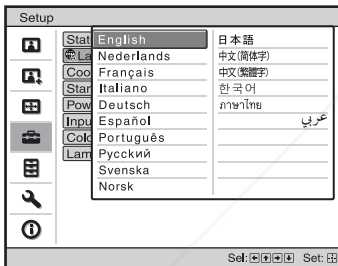 Setup
Stat
La
Coo
Star
Pow
Inpu
Colo
Lam
English
Nederlands
Français
Italiano
Deutsch
Español
Português
Русский
Svenska
Norsk
日本語
中文(简体字)
中文(繁體字)
한국어
ภาษาไทย
عربي
Sel: Set: